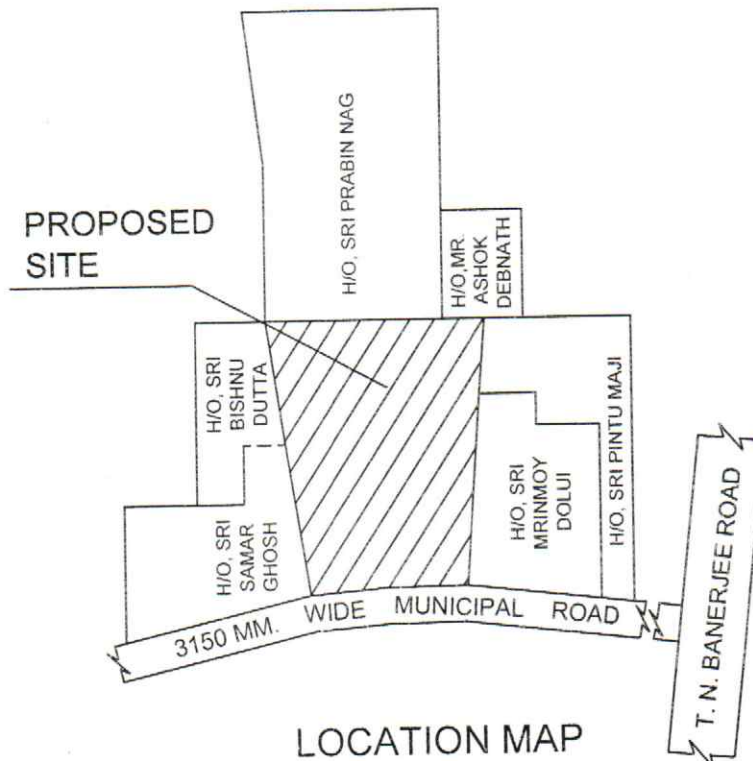 H/O, SRI PRABIN NAG
PROPOSED
SITE
H/O,MR.
ASHOK
DEBNATH
H/O, SRI
BISHNU
DUTTA
H/O, SRI PINTU MAJI
H/O, SRI
MRINMOY
DOLUI
H/O, SRI
SAMAR
GHOSH
3150 MM. WIDE MUNICIPAL ROAD
T. N. BANERJEE ROAD
LOCATION MAP